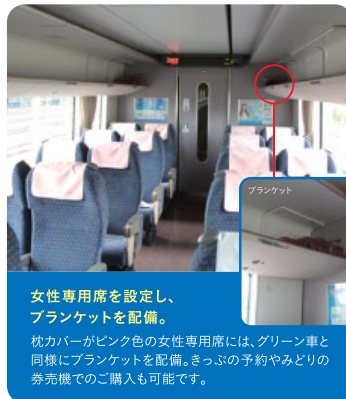 ブランケット
女性専用席を設定し、
ブランケットを配備。
枕カバーがピンク色の女性専用席には、グリーン車と
同様にブランケットを配備。きっぷの予約やみどりの
券売機でのご購入も可能です。